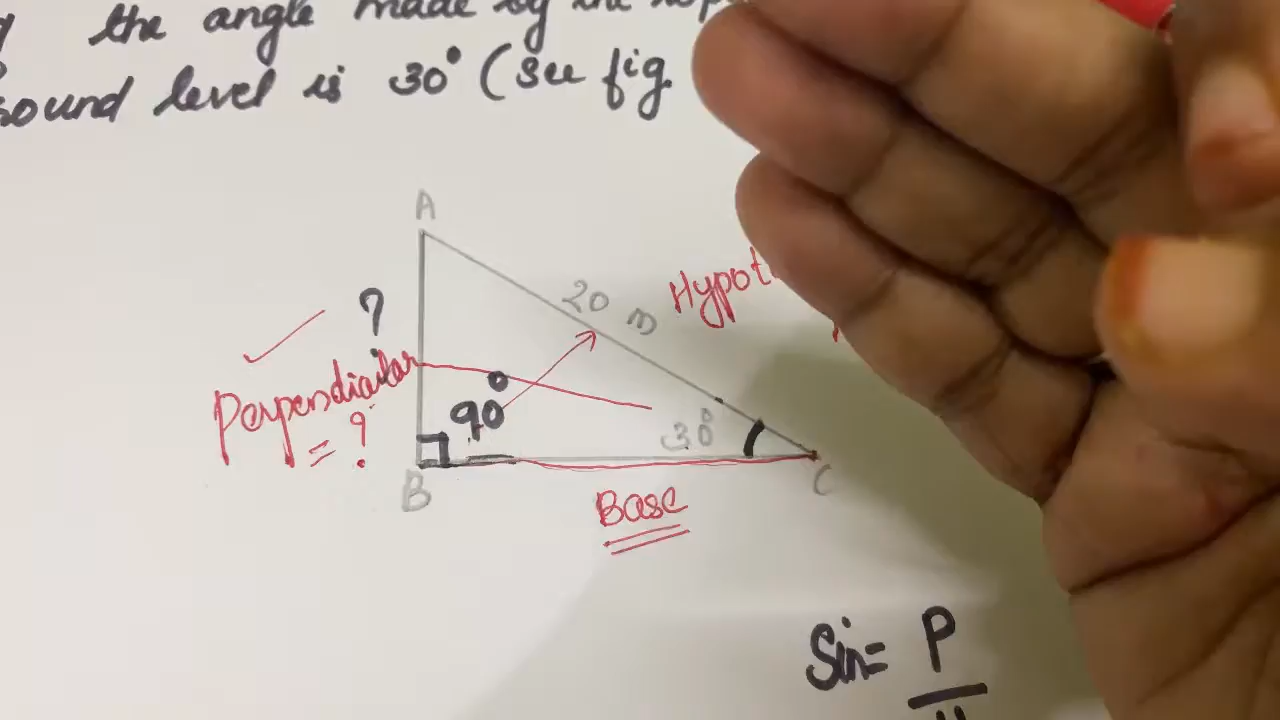 the angle made by the
ound level is 30° (see fig
A
20 m
Hypot
?
Perpendicular
= ?
90°
30°
B
C
Base
Sin = P